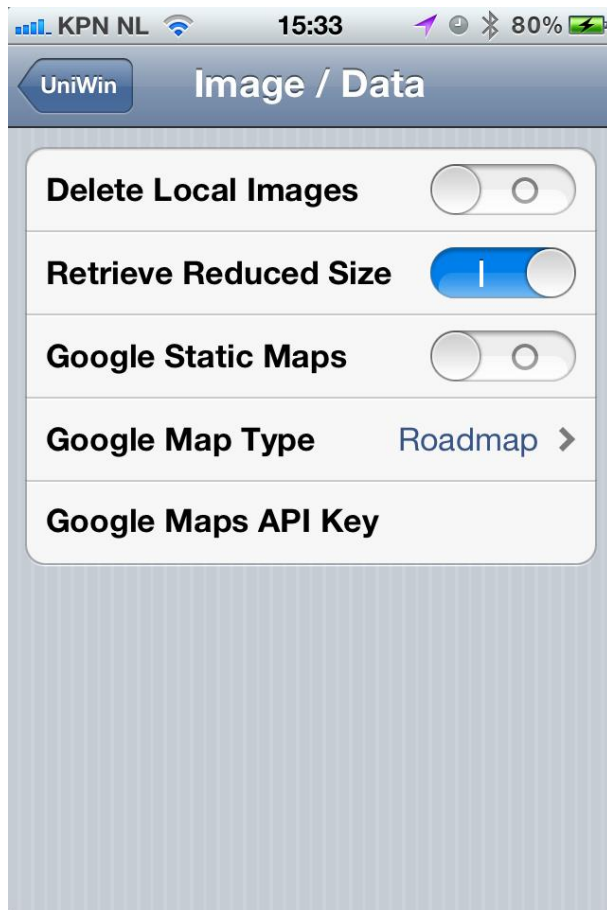 KPN NL 15:33 80%
UniWin Image / Data
Delete Local Images
Retrieve Reduced Size
Google Static Maps
Google Map Type Roadmap
Google Maps API Key